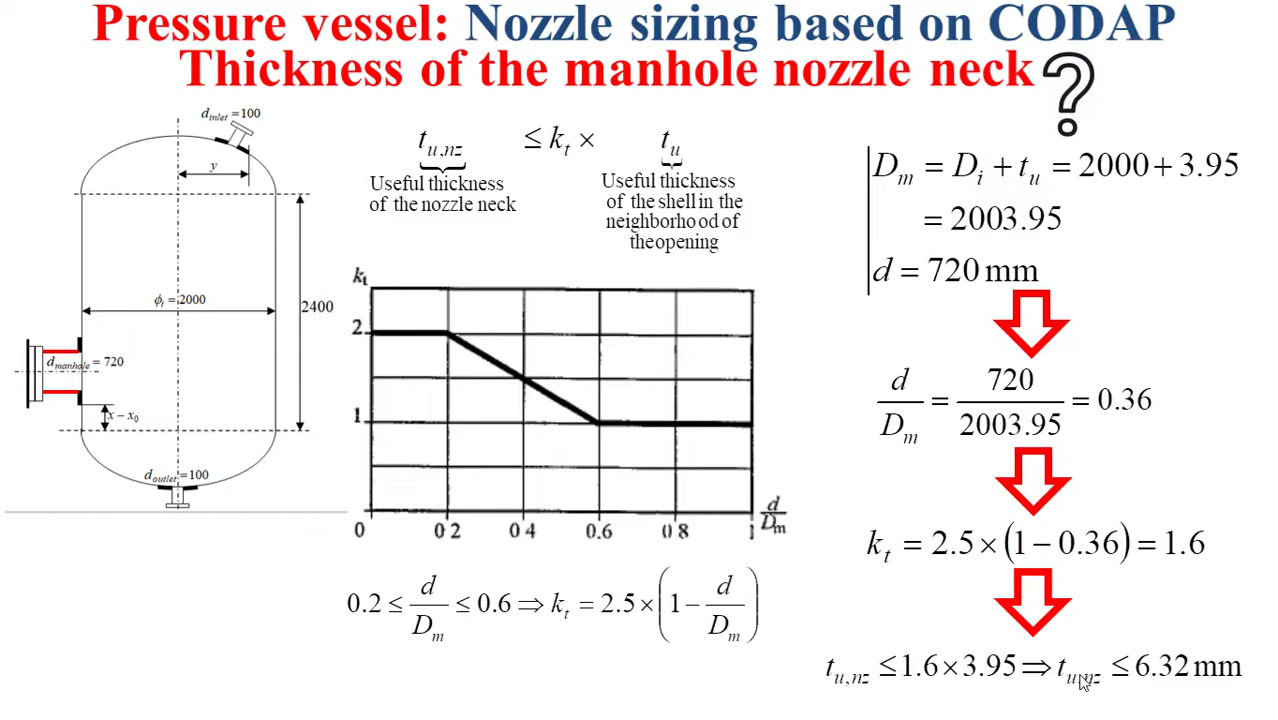 Pressure vessel: Nozzle sizing based on CODAP
Thickness of the manhole nozzle neck ?
d_inlet = 100
y
ϕ_i = 2000
2400
d_manhole = 720
x − x_0
d_outlet = 100
t_u,nz ≤ k_t × t_u
Useful thickness
of the nozzle neck
Useful thickness
of the shell in the
neighborhood of
the opening
k_t
2
1
0 0 2 0 4 0.6 0 8 1
d/D_m
0.2 ≤ d/D_m ≤ 0.6 ⇒ k_t = 2.5 × (1 − d/D_m)
D_m = D_i + t_u = 2000 + 3.95
= 2003.95
d = 720 mm
d/D_m = 720/2003.95 = 0.36
k_t = 2.5 × (1 − 0.36) = 1.6
t_u,nz ≤ 1.6 × 3.95 ⇒ t_u,nz ≤ 6.32 mm